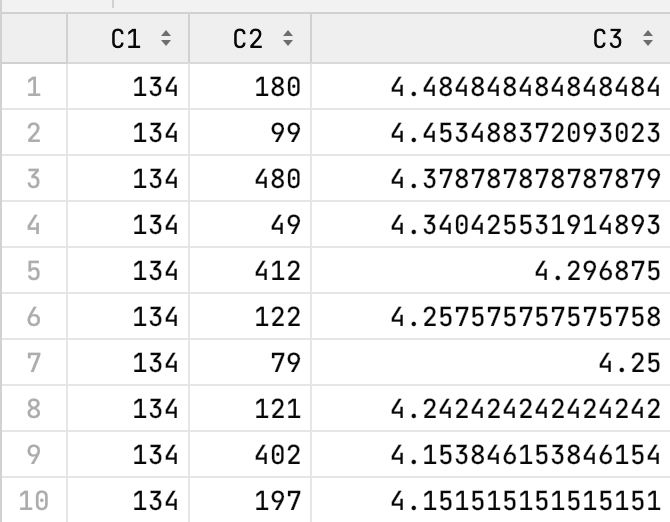 C1 C2 C3
1 134 180 4.484848484848484
2 134 99 4.453488372093023
3 134 480 4.378787878787879
4 134 49 4.340425531914893
5 134 412 4.296875
6 134 122 4.257575757575758
7 134 79 4.25
8 134 121 4.242424242424242
9 134 402 4.153846153846154
10 134 197 4.151515151515151